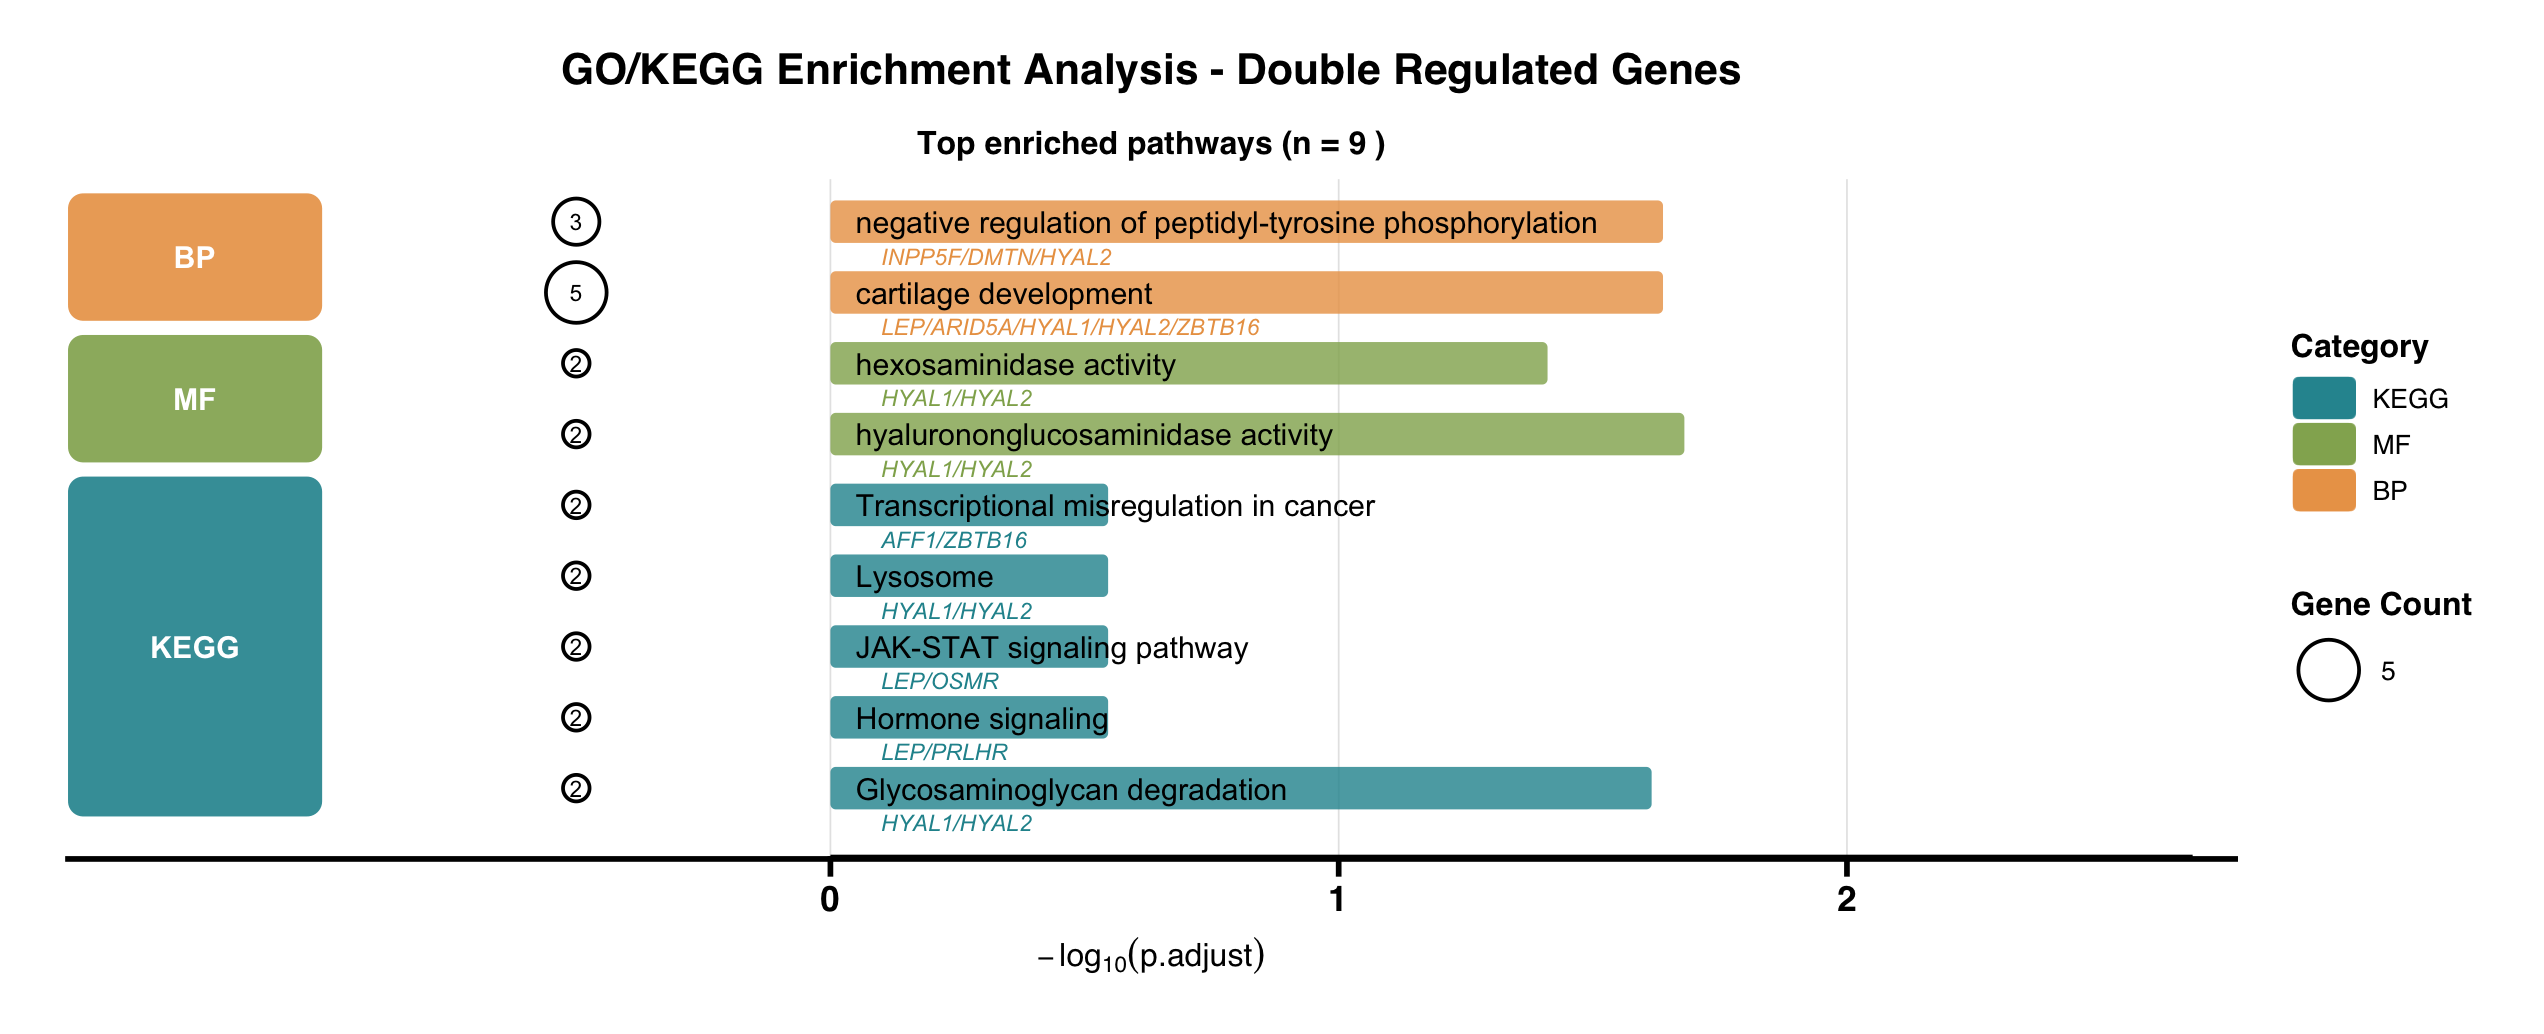 GO/KEGG Enrichment Analysis - Double Regulated Genes
Top enriched pathways (n = 9 )
BP
3
negative regulation of peptidyl-tyrosine phosphorylation
INPP5F/DMTN/HYAL2
5
cartilage development
LEP/ARID5A/HYAL1/HYAL2/ZBTB16
MF
2
hexosaminidase activity
HYAL1/HYAL2
2
hyalurononglucosaminidase activity
HYAL1/HYAL2
KEGG
2
Transcriptional misregulation in cancer
AFF1/ZBTB16
2
Lysosome
HYAL1/HYAL2
2
JAK-STAT signaling pathway
LEP/OSMR
2
Hormone signaling
LEP/PRLHR
2
Glycosaminoglycan degradation
HYAL1/HYAL2
0 1 2
−log10(p.adjust)
Category
KEGG
MF
BP
Gene Count
5